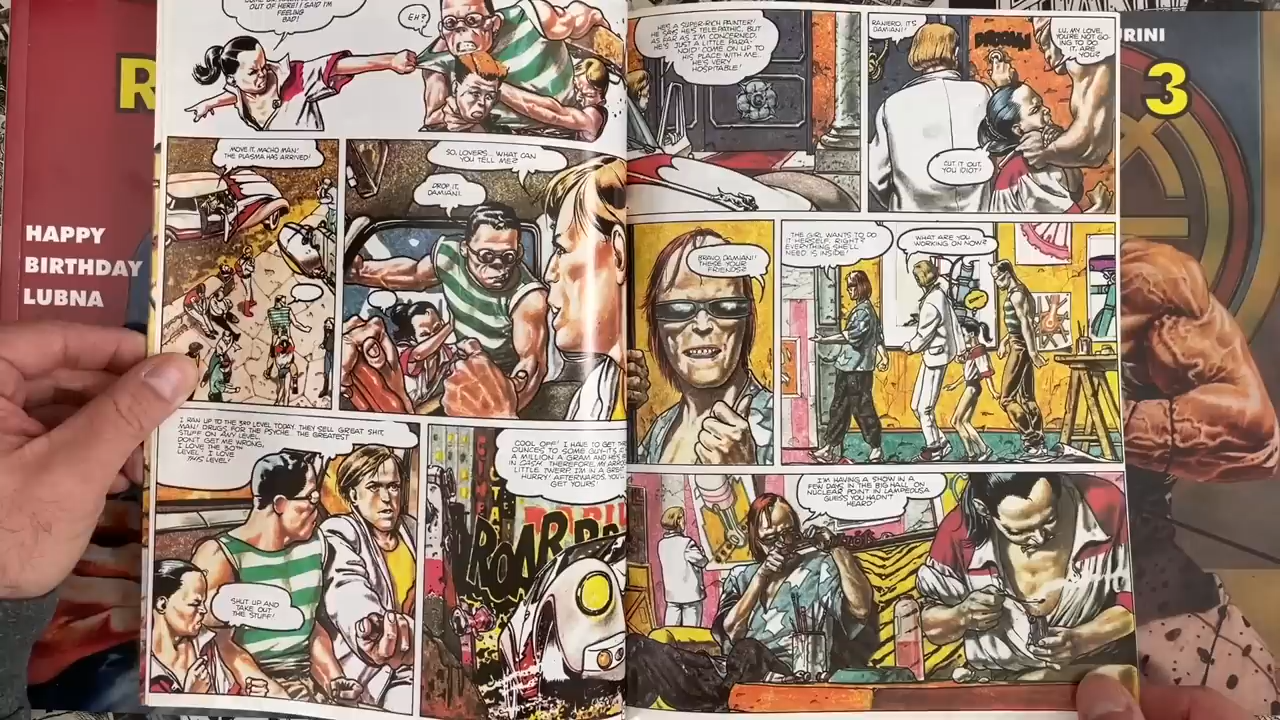 OUT OF HERE! I SAID I'M
FEELING
BAD!
EH?
MOVE IT, MACHO MAN!
THE PLASMA HAS ARRIVED!
SO, LOVERS... WHAT CAN
YOU TELL ME?
DROP IT,
DAMIANI.
I RAN UP TO THE 3RD LEVEL TODAY. THEY SELL GREAT SHIT,
MAN! DRUGS FOR THE PSYCHE... THE GREATEST
STUFF ON ANY LEVEL.
DON'T GET ME WRONG,
I LOVE THE 30TH
LEVEL! I LOVE
THIS LEVEL!
SHUT UP AND
TAKE OUT
THE STUFF!
COOL OFF! I HAVE TO GET
OUNCES TO SOME GUY-ITS
A MILLION A GRAM AND HE'S
IN CASH. THEREFORE, MY
LITTLE TWERP, I'M IN A GREAT
HURRY! AFTERWARDS, YOU'LL
GET YOURS!
ROAR
HE'S A SUPER-RICH PAINTER!
HE SAYS HE'S TELEPATHIC, BUT
AS FAR AS I'M CONCERNED,
HE'S JUST A LITTLE PARA-
NOID! COME ON UP TO
HIS PLACE WITH ME...
HE'S VERY
HOSPITABLE!
RANIERO, IT'S
DAMIANI!
LU, MY LOVE,
YOU'RE NOT GO-
ING TO DO
IT, ARE
YOU?
CUT IT OUT,
YOU IDIOT!
BRAVO, DAMIANI!
THESE YOUR
FRIENDS?
THE GIRL WANTS TO DO
IT HERSELF, RIGHT?
EVERYTHING SHE'LL
NEED IS INSIDE!
WHAT ARE YOU
WORKING ON NOW?
I'M HAVING A SHOW IN A
FEW DAYS IN THE BIG HALL ON
NUCLEAR POINT IN LAMPEDUSA
GUESS YOU HADN'T
HEARD
R
HAPPY
BIRTHDAY
LUBNA
3